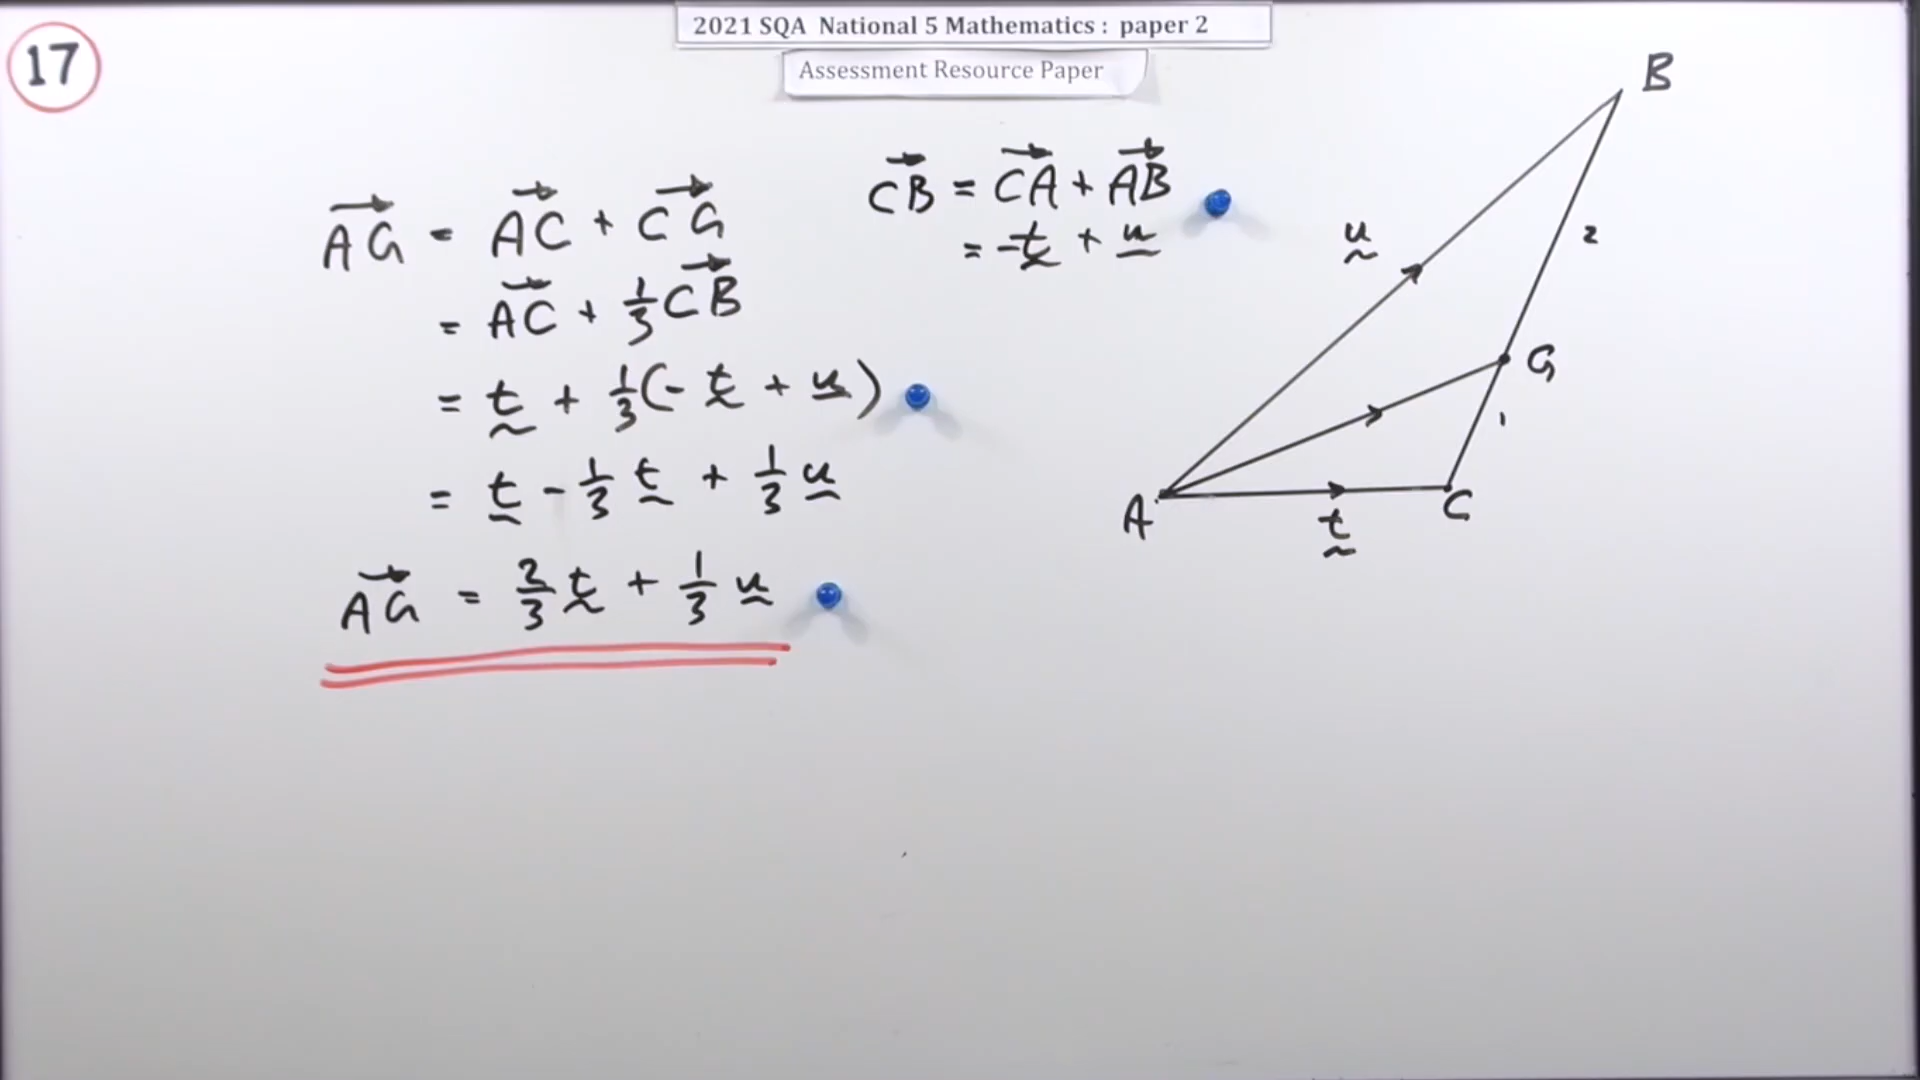 17
2021 SQA National 5 Mathematics : paper 2
Assessment Resource Paper
AG = AC + CG
= AC + 1/3 CB
= t + 1/3(- t + u)
= t - 1/3 t + 1/3 u
AG = 2/3 t + 1/3 u
CB = CA + AB
= -t + u
B
u
2
G
1
A
t
C